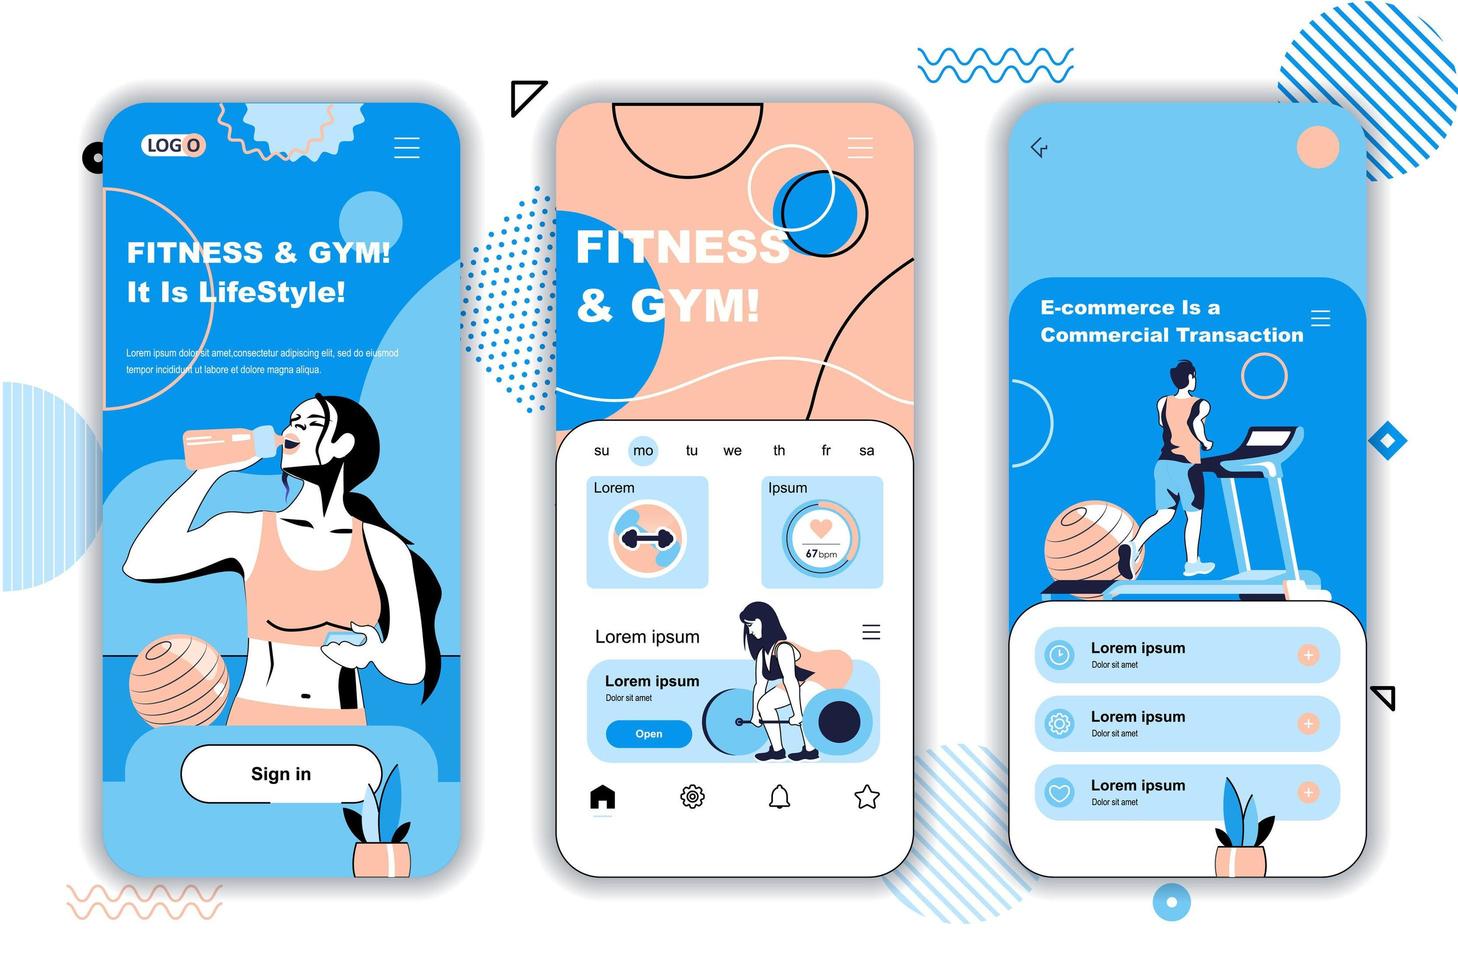 LOGO
FITNESS & GYM!
It Is LifeStyle!
Lorem ipsum dolor sit amet,consectetur adipiscing elit, sed do eiusmod
tempor incididunt ut labore et dolore magna aliqua.
Sign in
FITNESS
& GYM!
su mo tu we th fr sa
Lorem
Ipsum
67bpm
Lorem ipsum
Lorem ipsum
Dolor sit amet
Open
E-commerce Is a
Commercial Transaction
Lorem ipsum
Dolor sit amet
Lorem ipsum
Dolor sit amet
Lorem ipsum
Dolor sit amet